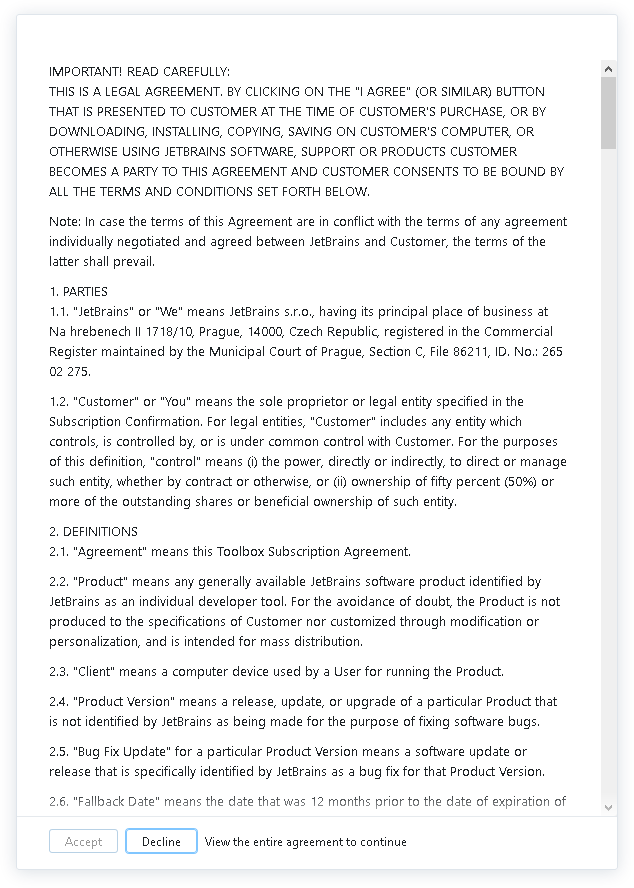 IMPORTANT! READ CAREFULLY:
THIS IS A LEGAL AGREEMENT. BY CLICKING ON THE "I AGREE" (OR SIMILAR) BUTTON
THAT IS PRESENTED TO CUSTOMER AT THE TIME OF CUSTOMER'S PURCHASE, OR BY
DOWNLOADING, INSTALLING, COPYING, SAVING ON CUSTOMER'S COMPUTER, OR
OTHERWISE USING JETBRAINS SOFTWARE, SUPPORT OR PRODUCTS CUSTOMER
BECOMES A PARTY TO THIS AGREEMENT AND CUSTOMER CONSENTS TO BE BOUND BY
ALL THE TERMS AND CONDITIONS SET FORTH BELOW.
Note: In case the terms of this Agreement are in conflict with the terms of any agreement
individually negotiated and agreed between JetBrains and Customer, the terms of the
latter shall prevail.
1. PARTIES
1.1. "JetBrains" or "We" means JetBrains s.r.o., having its principal place of business at
Na hrebenech II 1718/10, Prague, 14000, Czech Republic, registered in the Commercial
Register maintained by the Municipal Court of Prague, Section C, File 86211, ID. No.: 265
02 275.
1.2. "Customer" or "You" means the sole proprietor or legal entity specified in the
Subscription Confirmation. For legal entities, "Customer" includes any entity which
controls, is controlled by, or is under common control with Customer. For the purposes
of this definition, "control" means (i) the power, directly or indirectly, to direct or manage
such entity, whether by contract or otherwise, or (ii) ownership of fifty percent (50%) or
more of the outstanding shares or beneficial ownership of such entity.
2. DEFINITIONS
2.1. "Agreement" means this Toolbox Subscription Agreement.
2.2. "Product" means any generally available JetBrains software product identified by
JetBrains as an individual developer tool. For the avoidance of doubt, the Product is not
produced to the specifications of Customer nor customized through modification or
personalization, and is intended for mass distribution.
2.3. "Client" means a computer device used by a User for running the Product.
2.4. "Product Version" means a release, update, or upgrade of a particular Product that
is not identified by JetBrains as being made for the purpose of fixing software bugs.
2.5. "Bug Fix Update" for a particular Product Version means a software update or
release that is specifically identified by JetBrains as a bug fix for that Product Version.
2.6. "Fallback Date" means the date that was 12 months prior to the date of expiration of
Accept Decline View the entire agreement to continue